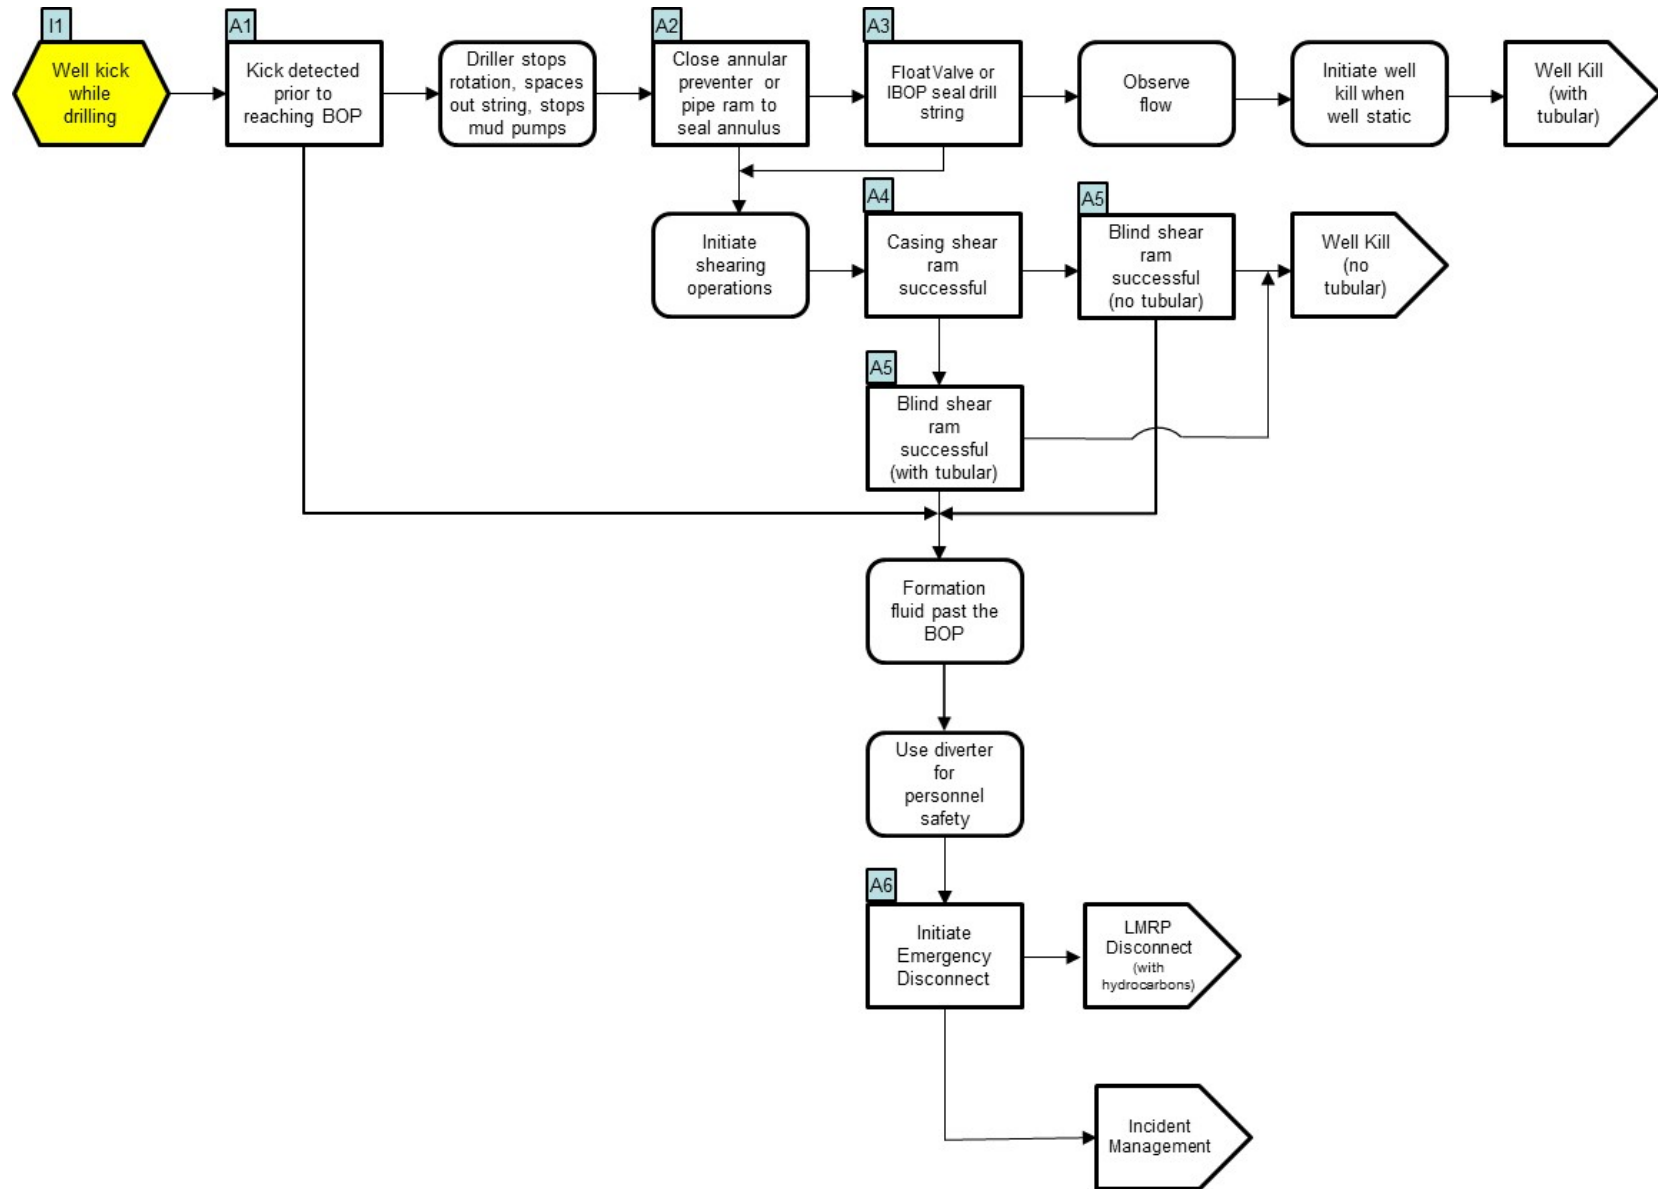 I1
Well kick
while
drilling
A1
Kick detected
prior to
reaching BOP
Driller stops
rotation, spaces
out string, stops
mud pumps
A2
Close annular
preventer or
pipe ram to
seal annulus
A3
Float Valve or
IBOP seal drill
string
Observe
flow
Initiate well
kill when
well static
Well Kill
(with
tubular)
Initiate
shearing
operations
A4
Casing shear
ram
successful
A5
Blind shear
ram
successful
(no tubular)
Well Kill
(no
tubular)
A5
Blind shear
ram
successful
(with tubular)
Formation
fluid past the
BOP
Use diverter
for
personnel
safety
A6
Initiate
Emergency
Disconnect
LMRP
Disconnect
(with
hydrocarbons)
Incident
Management